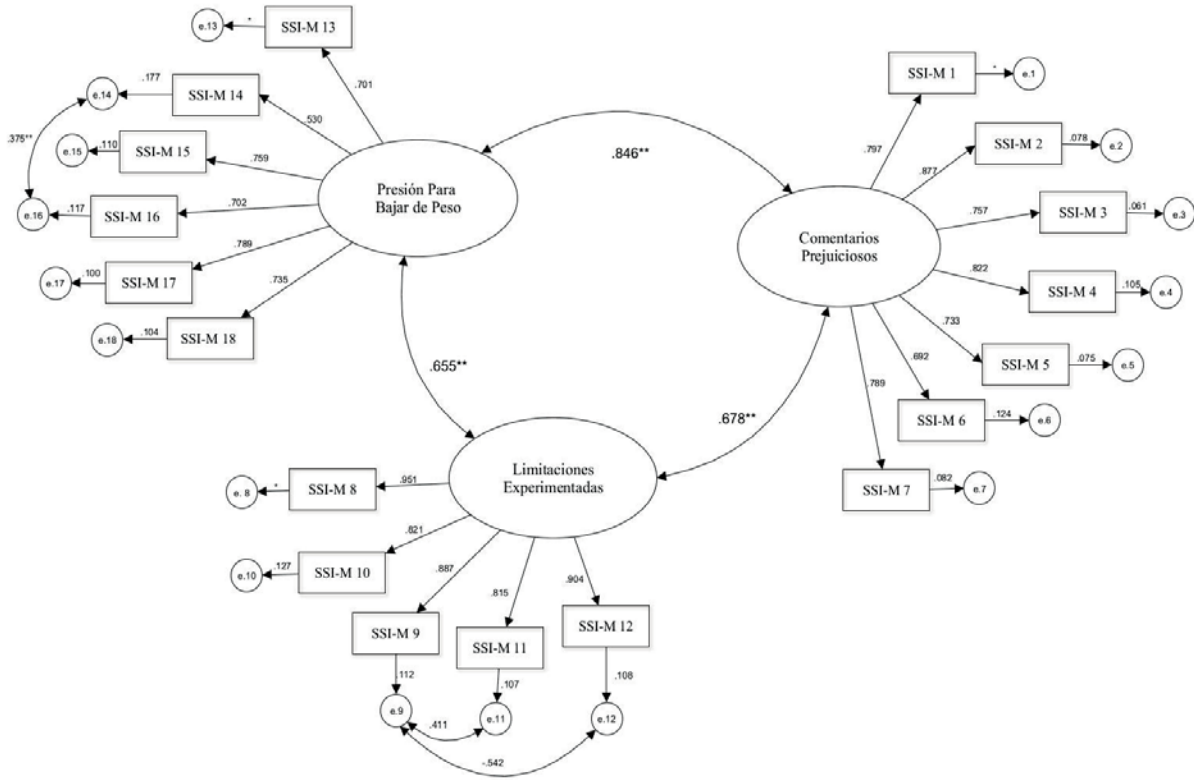 e.13
*
SSI-M 13
.701
e.14
.177
SSI-M 14
.530
.375**
e.15
.110
SSI-M 15
.759
e.16
.117
SSI-M 16
.702
e.17
.100
SSI-M 17
.789
e.18
.104
SSI-M 18
.735
Presión Para
Bajar de Peso
.846**
.655**
.678**
Comentarios
Prejuiciosos
.797
SSI-M 1
*
e.1
.877
SSI-M 2
.078
e.2
.757
SSI-M 3
.061
e.3
.822
SSI-M 4
.105
e.4
.733
SSI-M 5
.075
e.5
.692
SSI-M 6
.124
e.6
.789
SSI-M 7
.082
e.7
Limitaciones
Experimentadas
e. 8
*
SSI-M 8
.951
e.10
.127
SSI-M 10
.821
.887
SSI-M 9
.112
e.9
.815
SSI-M 11
.107
e.11
.904
SSI-M 12
.108
e.12
.411
-.542